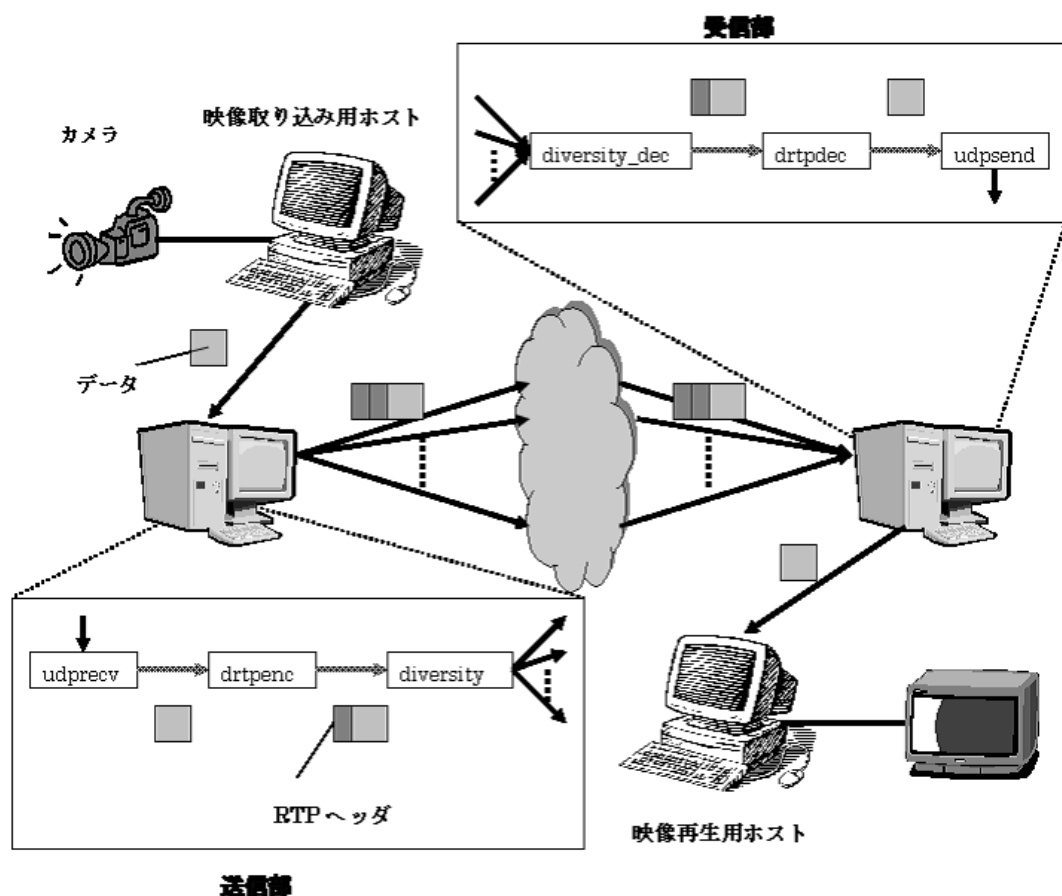 受信部
映像取り込み用ホスト
カメラ
diversity_dec
drtpdec
udpsend
データ
udprecv
drtpenc
diversity
RTPヘッダ
映像再生用ホスト
送信部